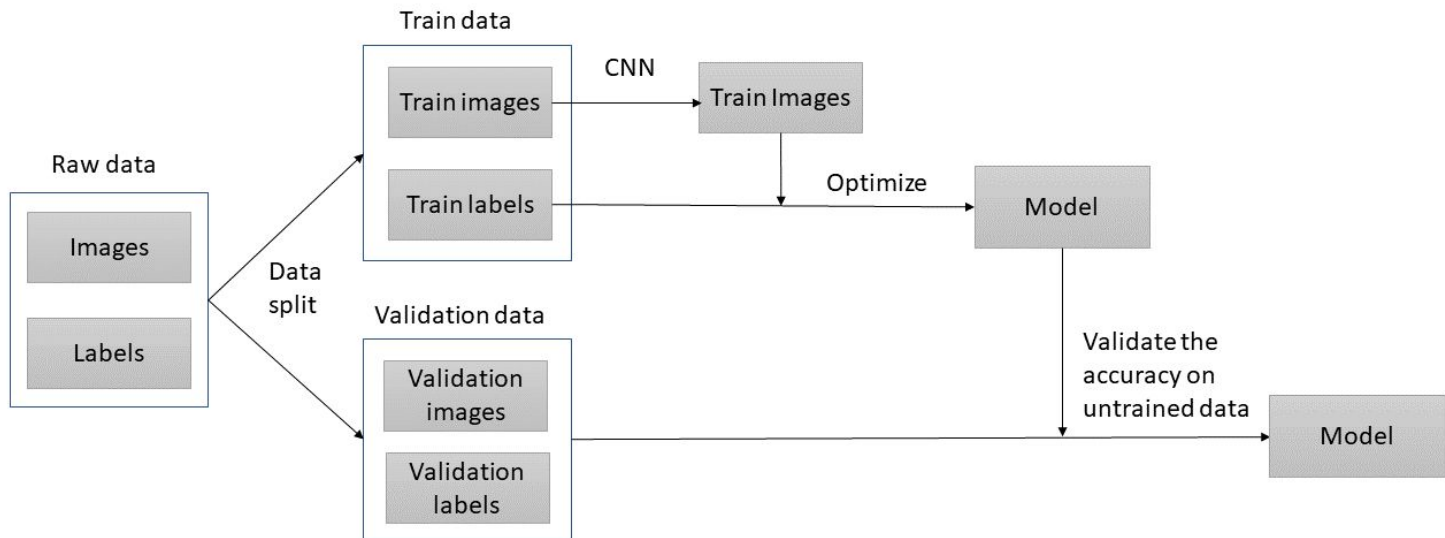 Train data
Train images
CNN
Train Images
Train labels
Optimize
Model
Raw data
Images
Labels
Data
split
Validation data
Validation
images
Validation
labels
Validate the
accuracy on
untrained data
Model